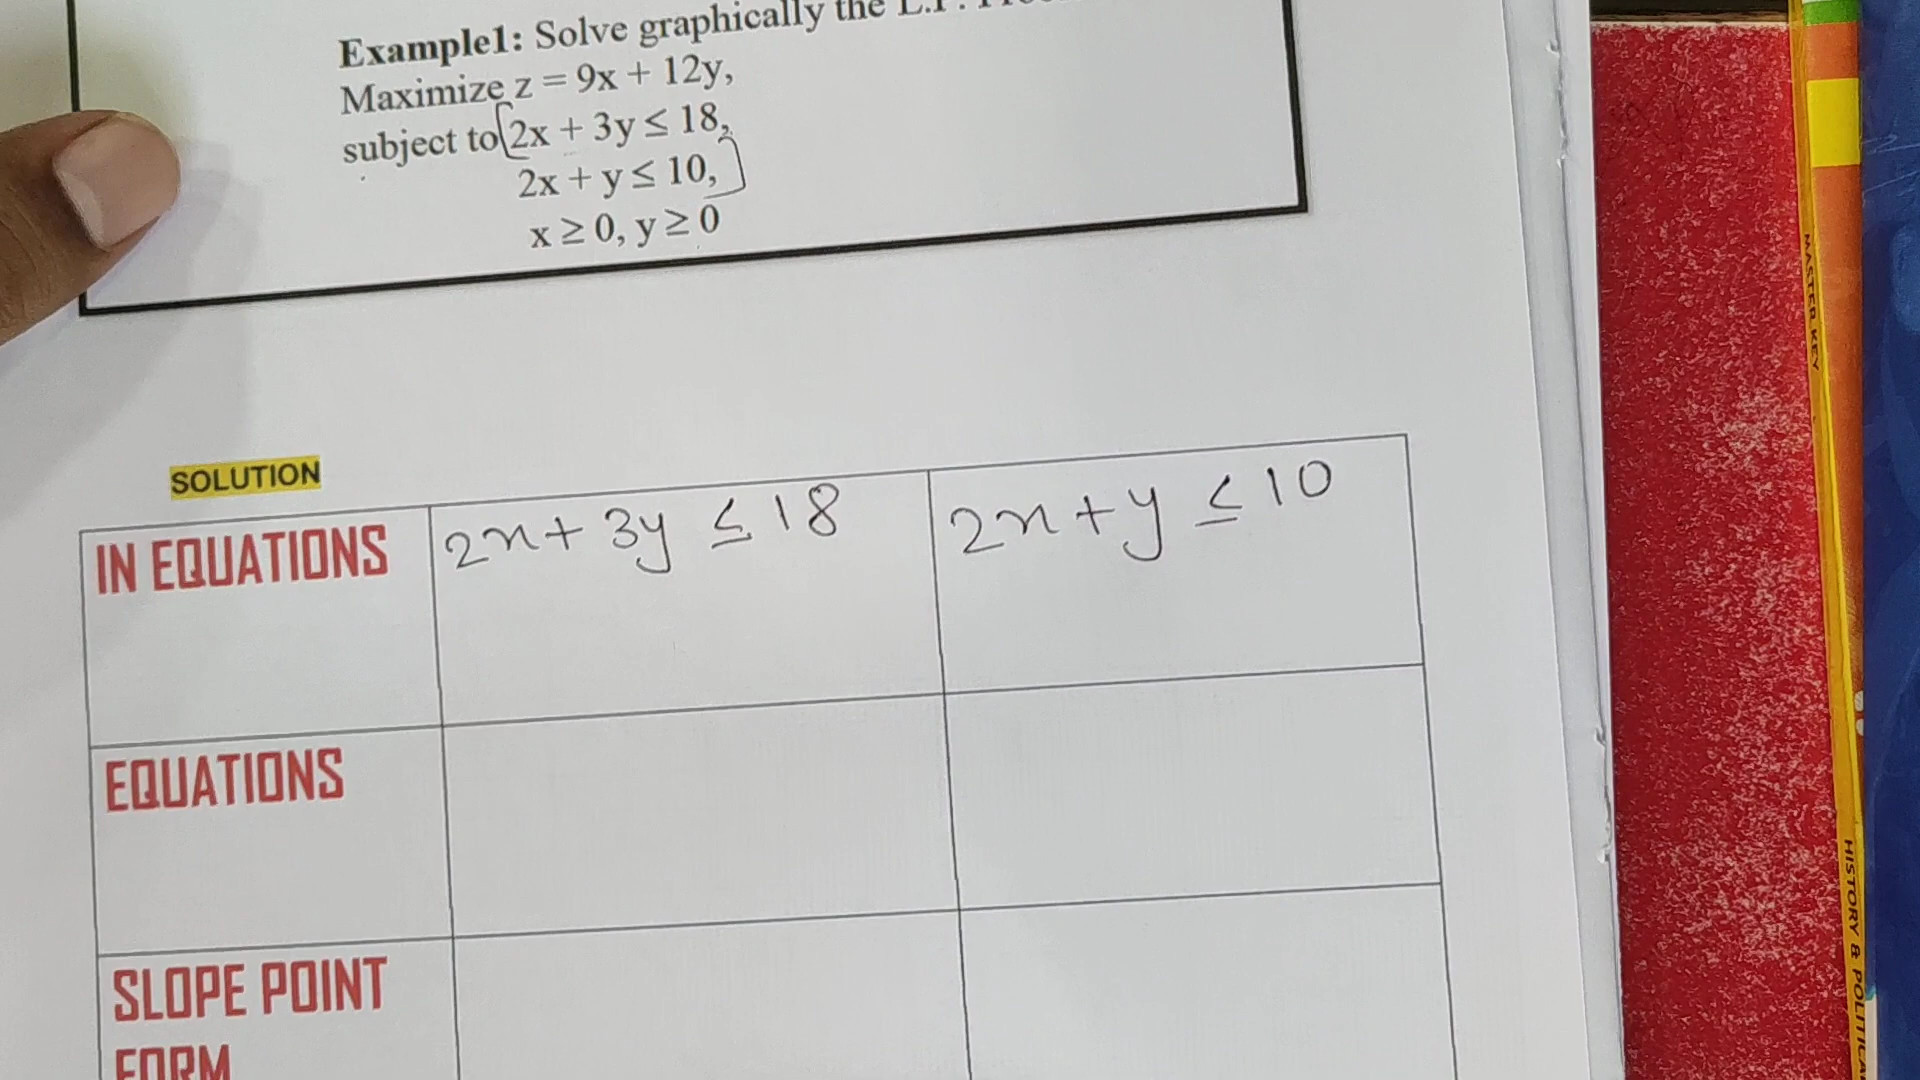 Example1: Solve graphically the L.P.
Maximize z = 9x + 12y,
subject to 2x + 3y ≤ 18,
2x + y ≤ 10,
x ≥ 0, y ≥ 0
SOLUTION
IN EQUATIONS 2x + 3y ≤ 18 2x + y ≤ 10
EQUATIONS
SLOPE POINT
FORM
MASTER KEY
HISTORY &